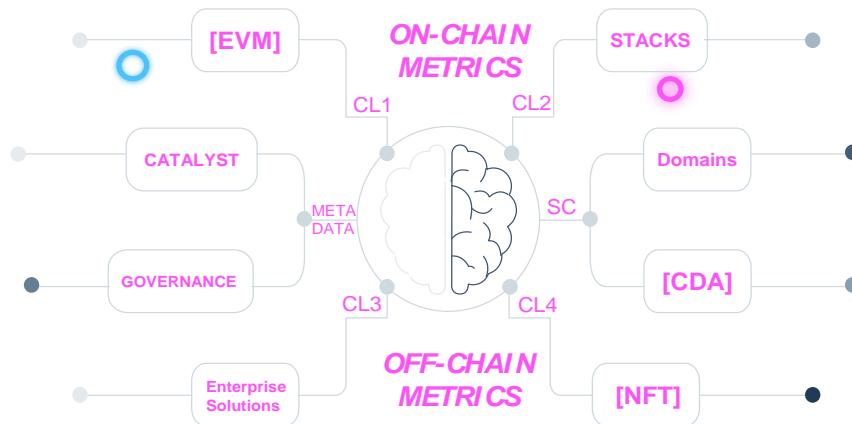 [EVM]
ON-CHAIN
METRICS
STACKS
CL1
CL2
CATALYST
Domains
META
DATA
SC
GOVERNANCE
[CDA]
CL3
CL4
OFF-CHAIN
METRICS
Enterprise
Solutions
[NFT]